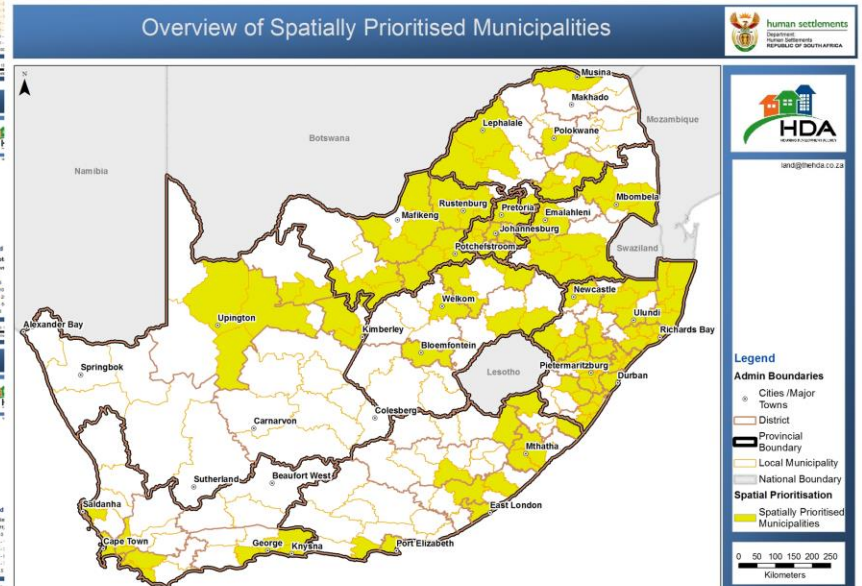 Overview of Spatially Prioritised Municipalities
human settlements
Department:
Human Settlements
REPUBLIC OF SOUTH AFRICA
N
HDA
land@thehda.co.za
Musina
Makhado
Mozambique
Lephalale
Polokwane
Botswana
Namibia
Mbombela
Rustenburg
Pretoria
Emalahleni
Mafikeng
Johannesburg
Swaziland
Potchefstroom
Newcastle
Welkom
Ulundi
Upington
Alexander Bay
Kimberley
Richards Bay
Bloemfontein
Springbok
Lesotho
Pietermaritzburg
Durban
Carnarvon
Colesberg
Mthatha
Sutherland
Beaufort West
Saldanha
East London
Cape Town
George
Knysna
Port Elizabeth
Legend
Admin Boundaries
Cities /Major
Towns
District
Provincial
Boundary
Local Municipality
National Boundary
Spatial Prioritisation
Spatially Prioritised
Municipalities
0 50 100 150 200 250
Kilometers